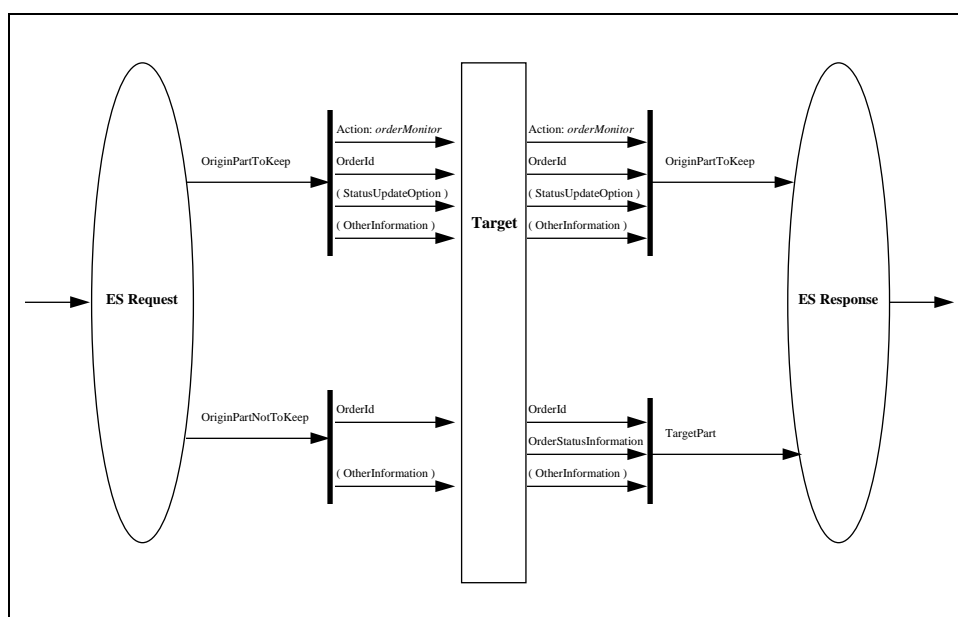 Action: orderMonitor
Action: orderMonitor
OriginPartToKeep
OrderId
OrderId
OriginPartToKeep
( StatusUpdateOption )
( StatusUpdateOption )
( OtherInformation )
Target
( OtherInformation )
ES Request
ES Response
OriginPartNotToKeep
OrderId
OrderId
OrderStatusInformation
TargetPart
( OtherInformation )
( OtherInformation )